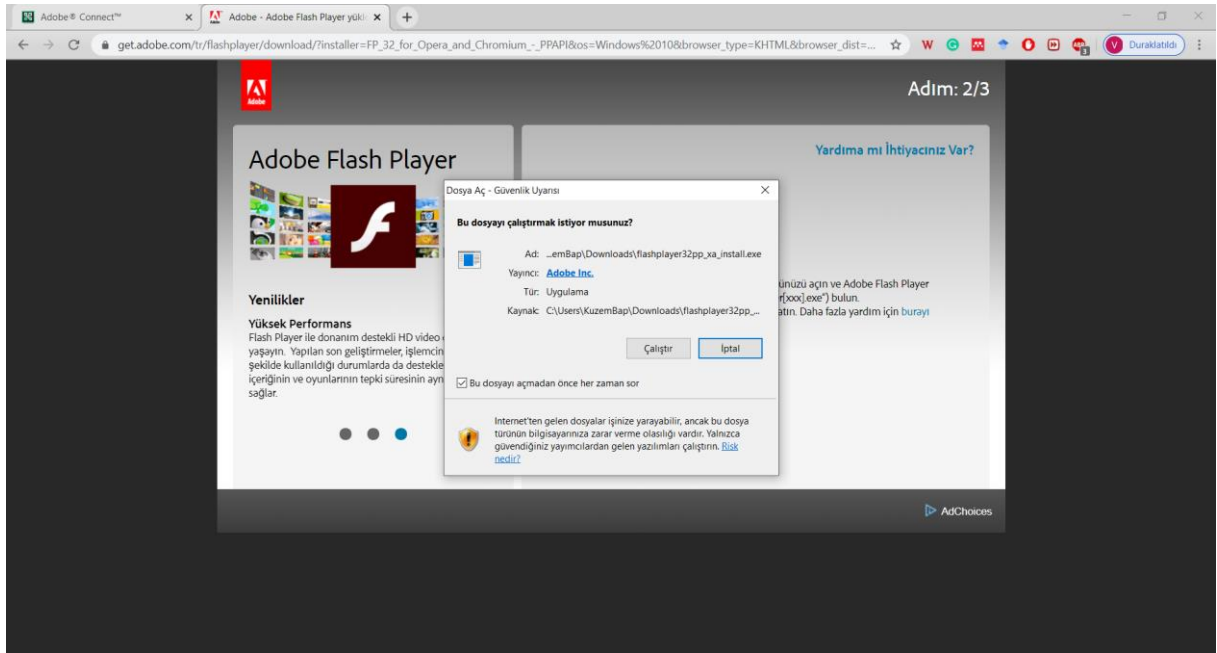 Adobe® Connect™
Adobe - Adobe Flash Player yükl
get.adobe.com/tr/flashplayer/download/?installer=FP_32_for_Opera_and_Chromium_-_PPAPI&os=Windows%2010&browser_type=KHTML&browser_dist=...
Duraklatıldı
Adobe
Adım: 2/3
Adobe Flash Player
Yardıma mı İhtiyacınız Var?
Yenilikler
Yüksek Performans
Flash Player ile donanım destekli HD video
yaşayın. Yapılan son geliştirmeler, işlemcin
şekilde kullanıldığı durumlarda da destekle
içeriğinin ve oyunlarının tepki süresinin ayn
sağlar.
Dosya Aç - Güvenlik Uyarısı
Bu dosyayı çalıştırmak istiyor musunuz?
Ad: ...emBap\Downloads\flashplayer32pp_xa_install.exe
Yayıncı: Adobe Inc.
Tür: Uygulama
Kaynak: C:\Users\KuzemBap\Downloads\flashplayer32pp_...
Çalıştır
İptal
Bu dosyayı açmadan önce her zaman sor
Internet'ten gelen dosyalar işinize yarayabilir, ancak bu dosya
türünün bilgisayarınıza zarar verme olasılığı vardır. Yalnızca
güvendiğiniz yayımcılardan gelen yazılımları çalıştırın. Risk
nedir?
ünüzü açın ve Adobe Flash Player
r[xxx].exe") bulun.
atın. Daha fazla yardım için burayı
AdChoices